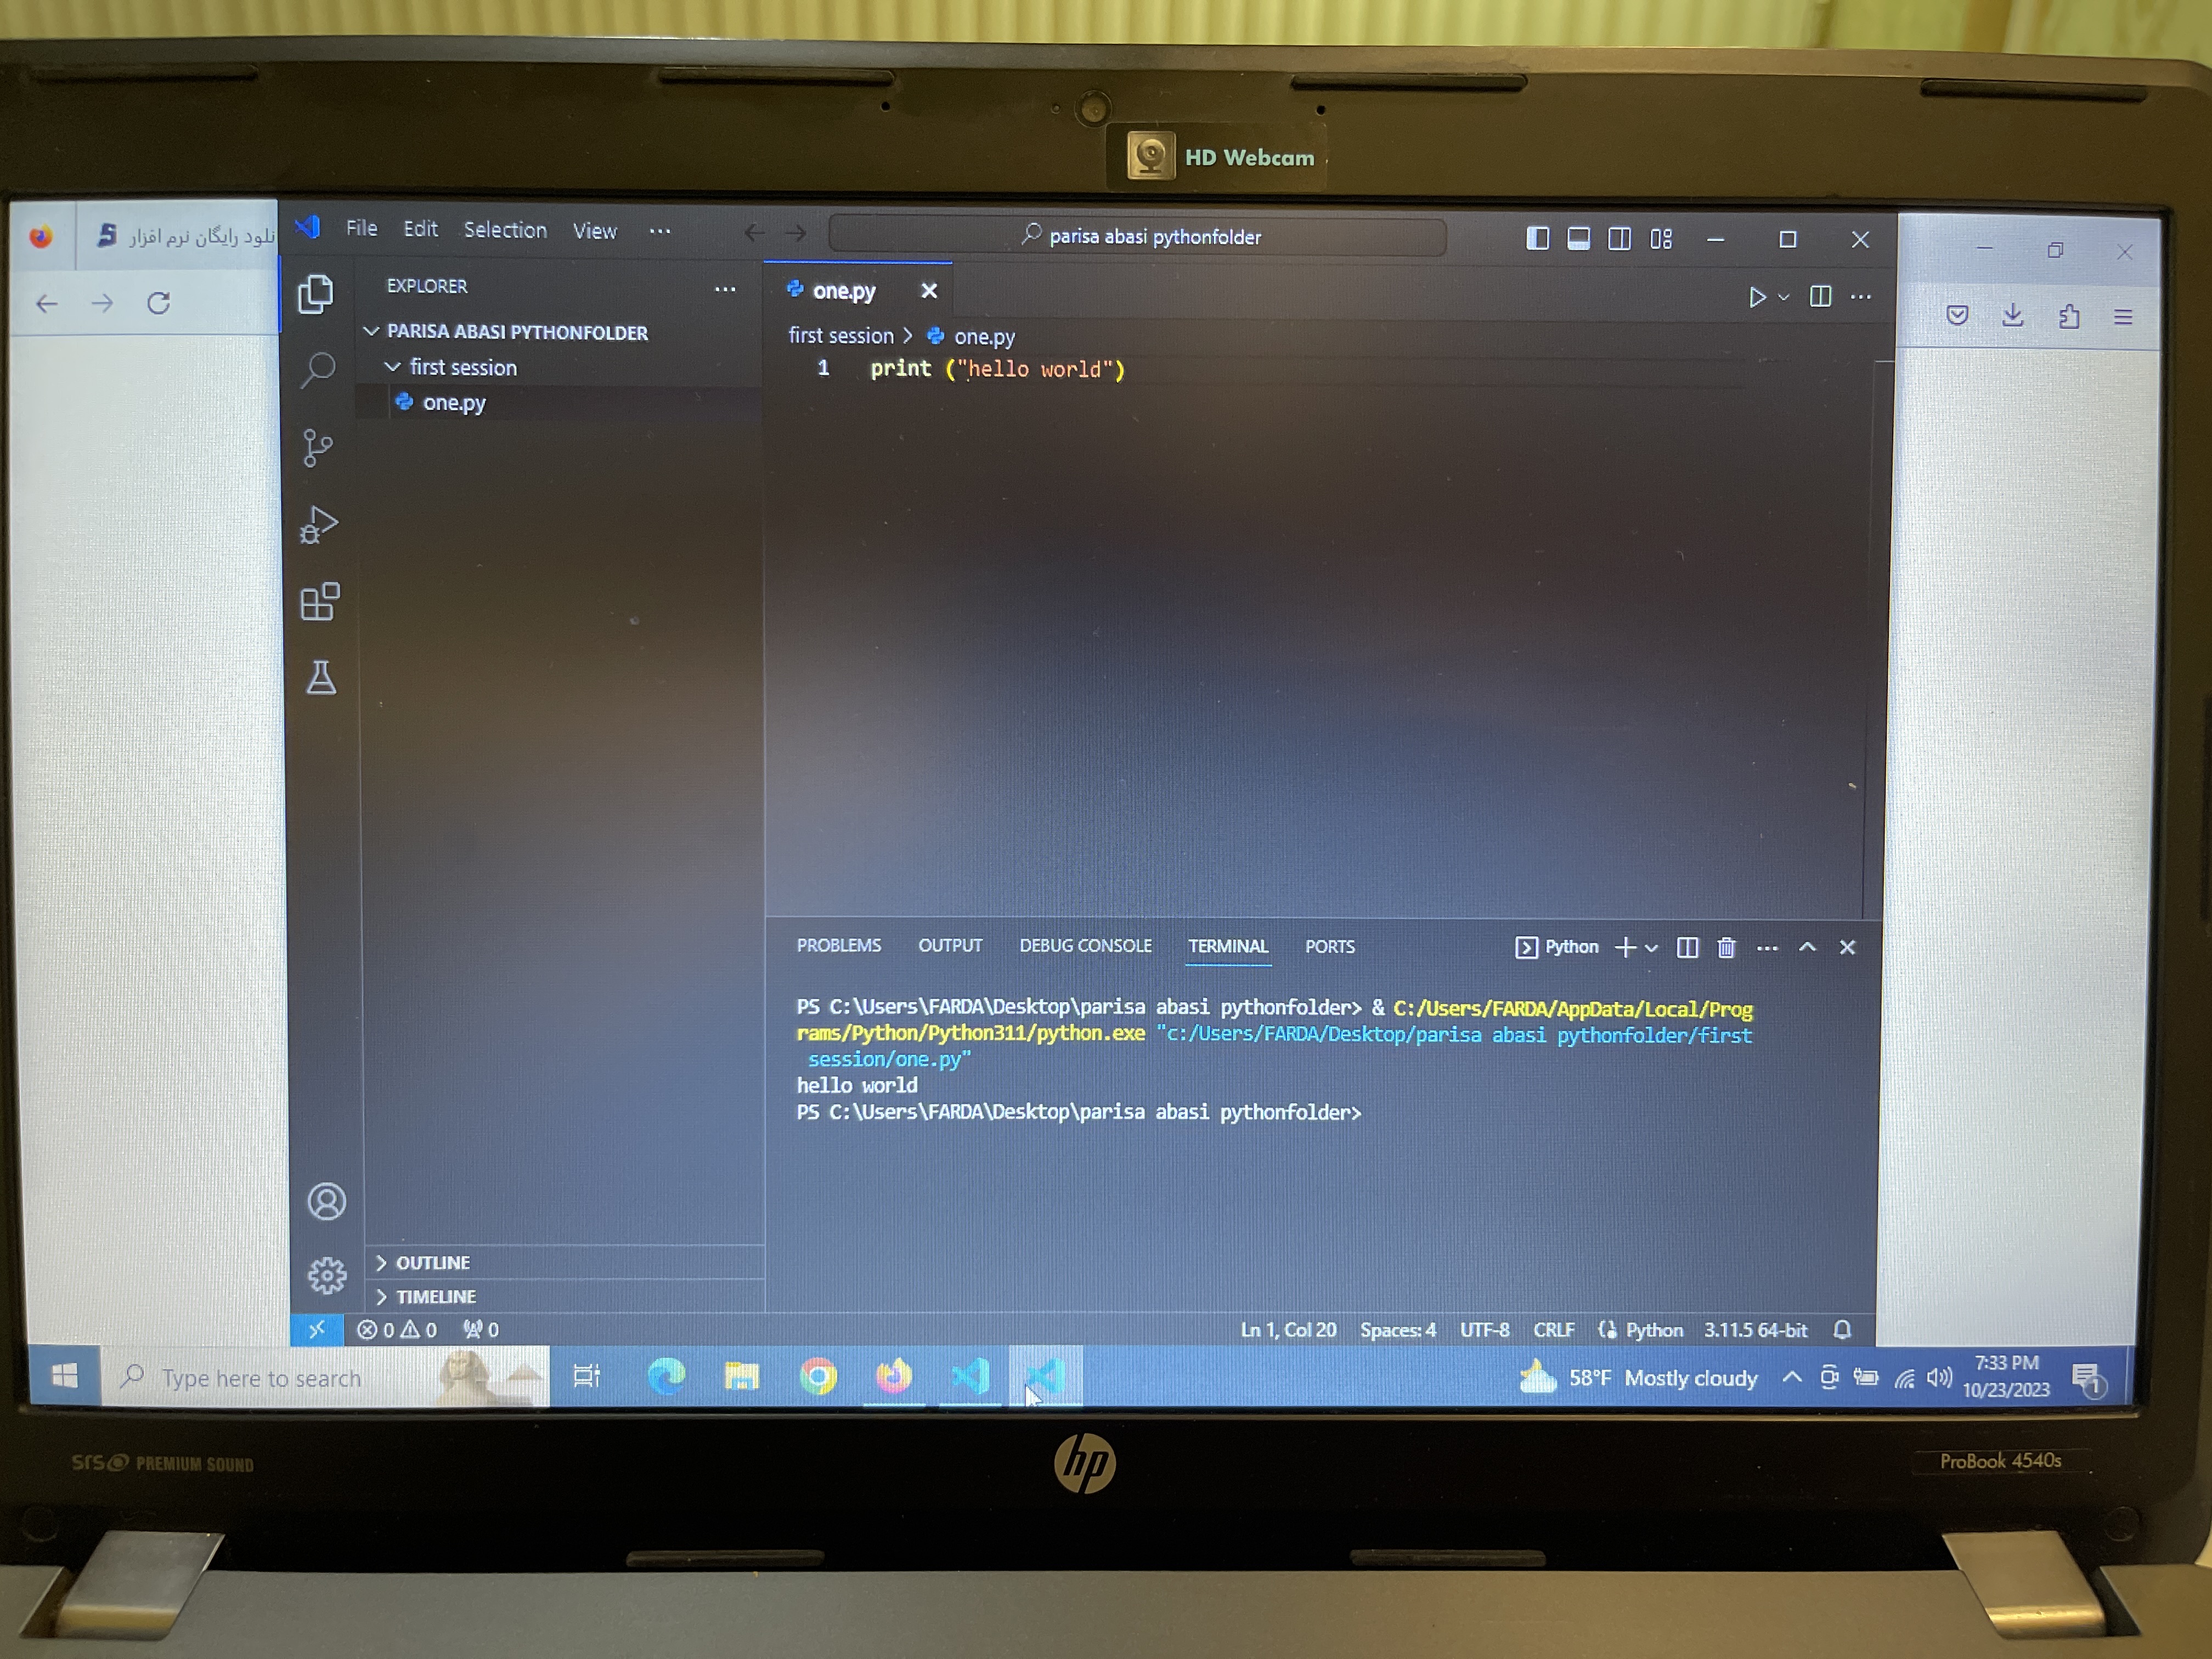 HD Webcam
نلود رایگان نرم افزار
File Edit Selection View ...
parisa abasi pythonfolder
EXPLORER ...
PARISA ABASI PYTHONFOLDER
first session
one.py
one.py
first session > one.py
1 print ("hello world")
PROBLEMS OUTPUT DEBUG CONSOLE TERMINAL PORTS
Python
PS C:\Users\FARDA\Desktop\parisa abasi pythonfolder> & C:/Users/FARDA/AppData/Local/Prog
rams/Python/Python311/python.exe "c:/Users/FARDA/Desktop/parisa abasi pythonfolder/first
session/one.py"
hello world
PS C:\Users\FARDA\Desktop\parisa abasi pythonfolder>
OUTLINE
TIMELINE
0 0 0
Ln 1, Col 20 Spaces: 4 UTF-8 CRLF Python 3.11.5 64-bit
Type here to search
58°F Mostly cloudy
7:33 PM
10/23/2023
1
SRS PREMIUM SOUND
hp
ProBook 4540s